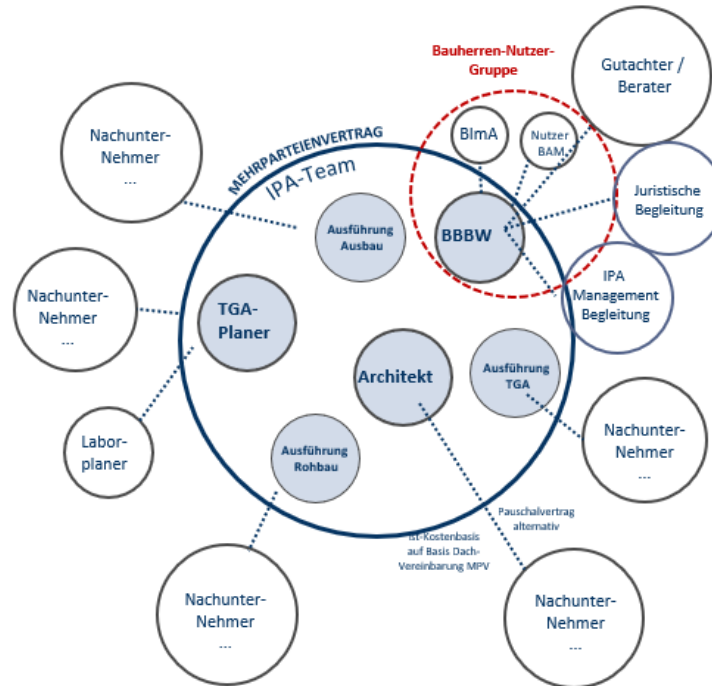 Bauherren-Nutzer-
Gruppe
Gutachter /
Berater
BImA
Nutzer
BAM
Nachunter-
Nehmer
...
MEHRPARTEIENVERTRAG
IPA-Team
Juristische
Begleitung
Ausführung
Ausbau
BBBW
IPA
Management
Begleitung
Nachunter-
Nehmer
...
TGA-
Planer
Architekt
Ausführung
TGA
Labor-
planer
Ausführung
Rohbau
Nachunter-
Nehmer
...
Pauschalvertrag
alternativ
Ist-Kostenbasis
auf Basis Dach-
Vereinbarung MPV
Nachunter-
Nehmer
...
Nachunter-
Nehmer
...